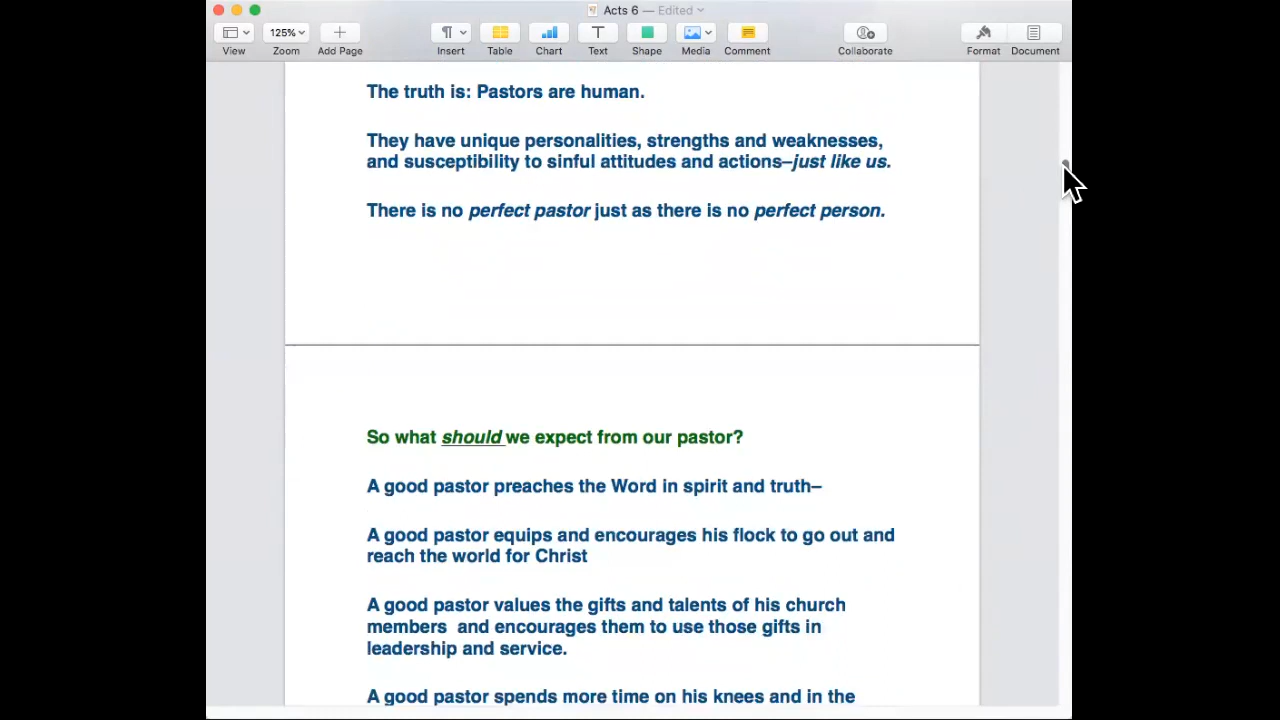 Acts 6 — Edited
125%
View
Zoom
Add Page
Insert
Table
Chart
Text
Shape
Media
Comment
Collaborate
Format
Document
The truth is: Pastors are human.
They have unique personalities, strengths and weaknesses,
and susceptibility to sinful attitudes and actions–just like us.
There is no perfect pastor just as there is no perfect person.
So what should we expect from our pastor?
A good pastor preaches the Word in spirit and truth–
A good pastor equips and encourages his flock to go out and
reach the world for Christ
A good pastor values the gifts and talents of his church
members  and encourages them to use those gifts in
leadership and service.
A good pastor spends more time on his knees and in the